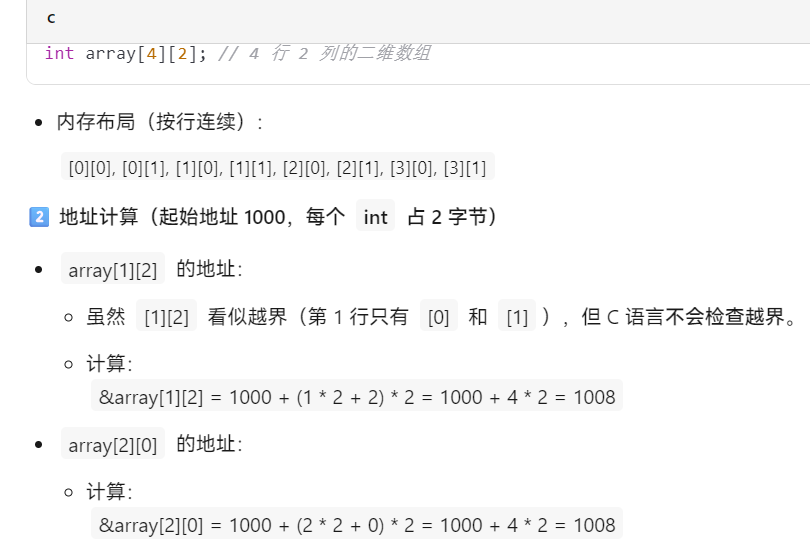 c
int array[4][2]; // 4 行 2 列的二维数组
• 内存布局（按行连续）：
[0][0], [0][1], [1][0], [1][1], [2][0], [2][1], [3][0], [3][1]
2️⃣ 地址计算（起始地址 1000，每个 int 占 2 字节）
• array[1][2] 的地址：
○ 虽然 [1][2] 看似越界（第 1 行只有 [0] 和 [1]），但 C 语言不会检查越界。
○ 计算：
&array[1][2] = 1000 + (1 * 2 + 2) * 2 = 1000 + 4 * 2 = 1008
• array[2][0] 的地址：
○ 计算：
&array[2][0] = 1000 + (2 * 2 + 0) * 2 = 1000 + 4 * 2 = 1008